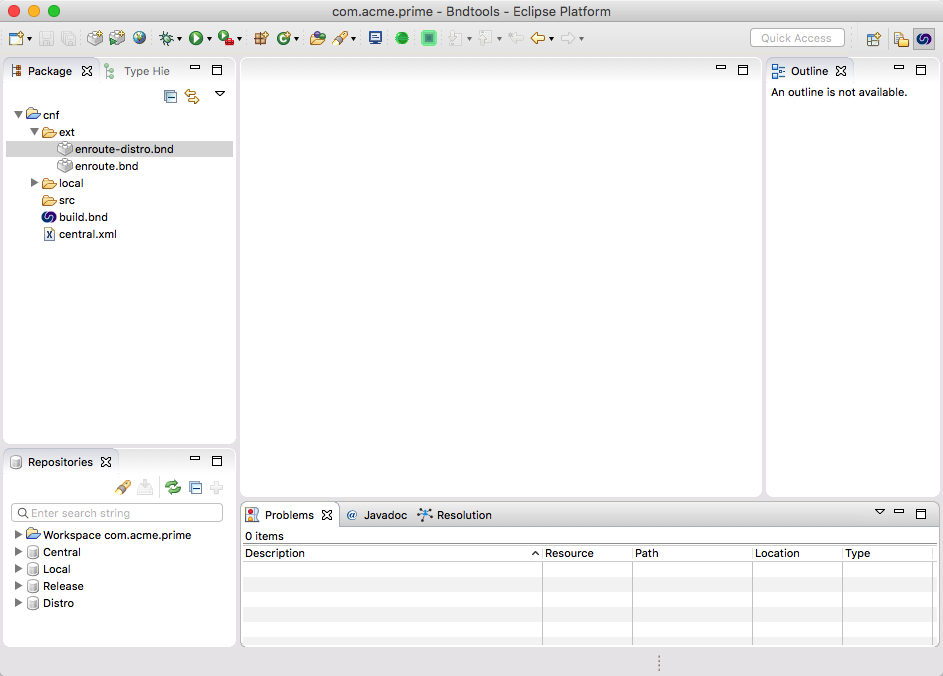 com.acme.prime - Bndtools - Eclipse Platform
Quick Access
Package
Type Hie
cnf
ext
enroute-distro.bnd
enroute.bnd
local
src
build.bnd
central.xml
Outline
An outline is not available.
Repositories
Enter search string
Workspace com.acme.prime
Central
Local
Release
Distro
Problems
@ Javadoc
Resolution
0 items
Description Resource Path Location Type